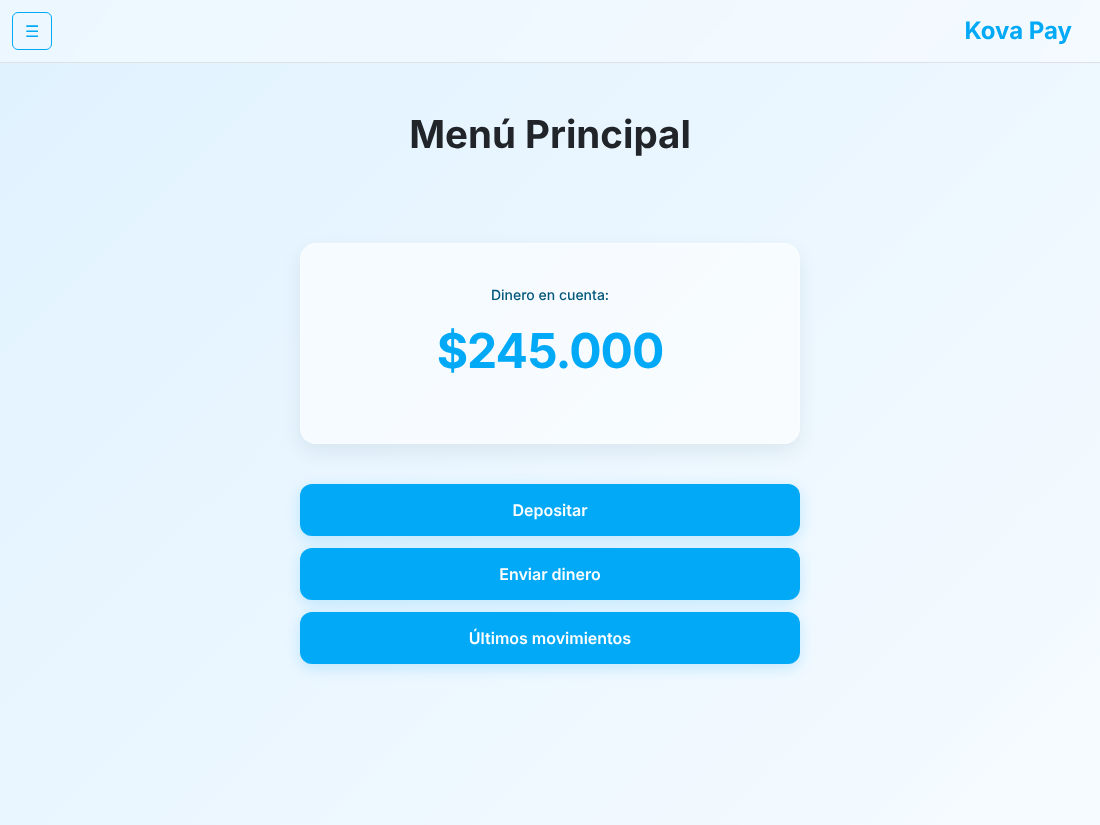 ☰
Kova Pay
Menú Principal
Dinero en cuenta:
$245.000
Depositar
Enviar dinero
Últimos movimientos